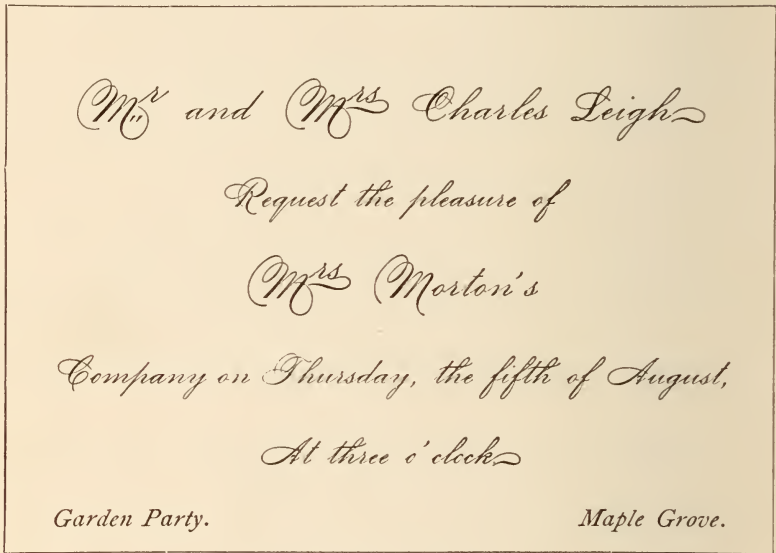 Mr and Mrs Charles Leigh
Request the pleasure of
Mrs Morton's
Company on Thursday, the fifth of August,
At three o'clock
Garden Party. Maple Grove.